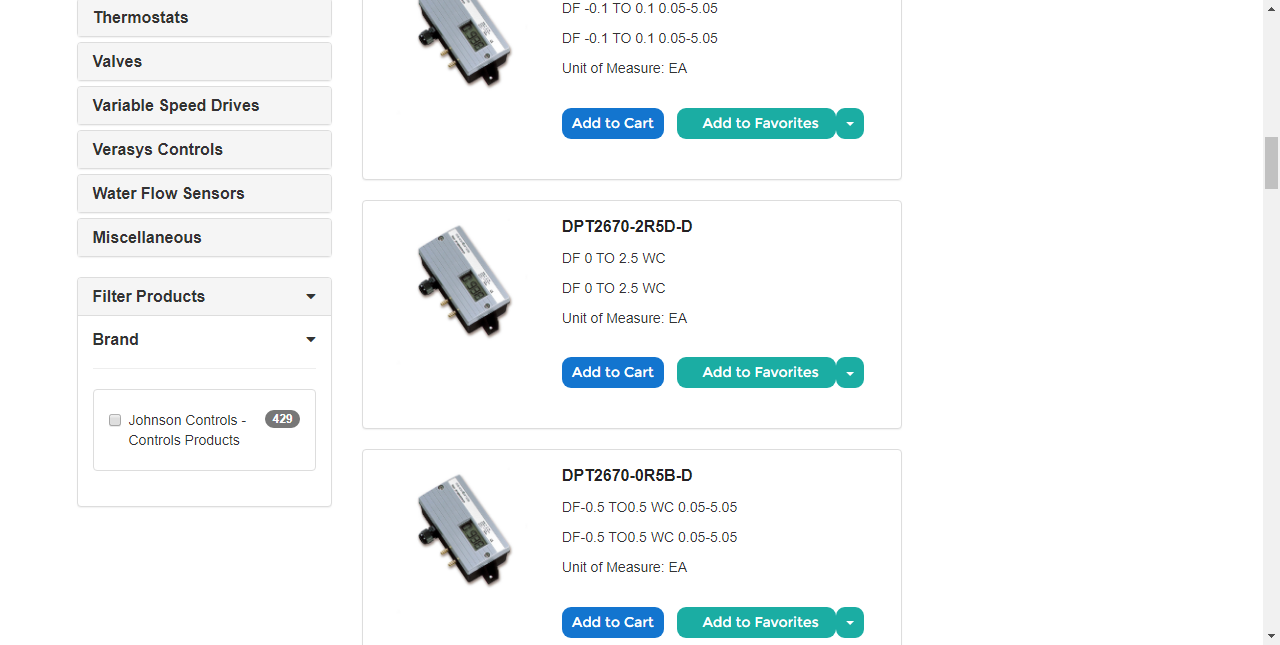 Thermostats
Valves
Variable Speed Drives
Verasys Controls
Water Flow Sensors
Miscellaneous
Filter Products
Brand
Johnson Controls -
Controls Products
429
DF -0.1 TO 0.1 0.05-5.05
DF -0.1 TO 0.1 0.05-5.05
Unit of Measure: EA
Add to Cart
Add to Favorites
DPT2670-2R5D-D
DF 0 TO 2.5 WC
DF 0 TO 2.5 WC
Unit of Measure: EA
Add to Cart
Add to Favorites
DPT2670-0R5B-D
DF-0.5 TO0.5 WC 0.05-5.05
DF-0.5 TO0.5 WC 0.05-5.05
Unit of Measure: EA
Add to Cart
Add to Favorites